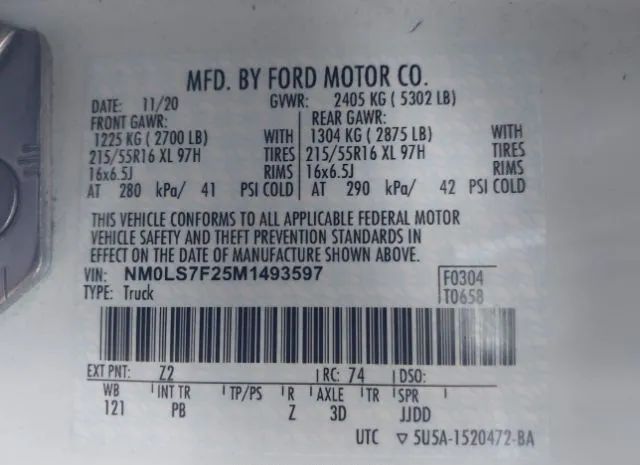 MFD. BY FORD MOTOR CO.
DATE: 11/20 GVWR: 2405 KG ( 5302 LB)
FRONT GAWR: REAR GAWR:
1225 KG ( 2700 LB) WITH 1304 KG ( 2875 LB) WITH
215/55R16 XL 97H TIRES 215/55R16 XL 97H TIRES
16x6.5J RIMS 16x6.5J RIMS
AT 280 kPa/ 41 PSI COLD AT 290 kPa/ 42 PSI COLD
THIS VEHICLE CONFORMS TO ALL APPLICABLE FEDERAL MOTOR
VEHICLE SAFETY AND THEFT PREVENTION STANDARDS IN
EFFECT ON THE DATE OF MANUFACTURE SHOWN ABOVE.
VIN: NM0LS7F25M1493597 F0304
TYPE: Truck T0658
EXT PNT: Z2 RC: 74 DSO:
WB INT TR TP/PS R AXLE TR SPR
121 PB Z 3D JJDD
UTC ▽ 5U5A-1520472-BA